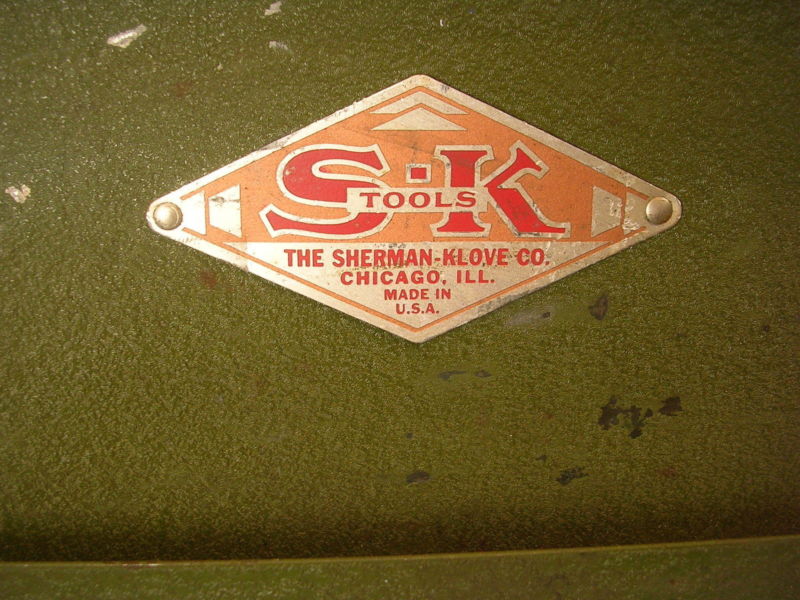 S-K
TOOLS
THE SHERMAN-KLOVE CO.
CHICAGO, ILL.
MADE IN
U.S.A.